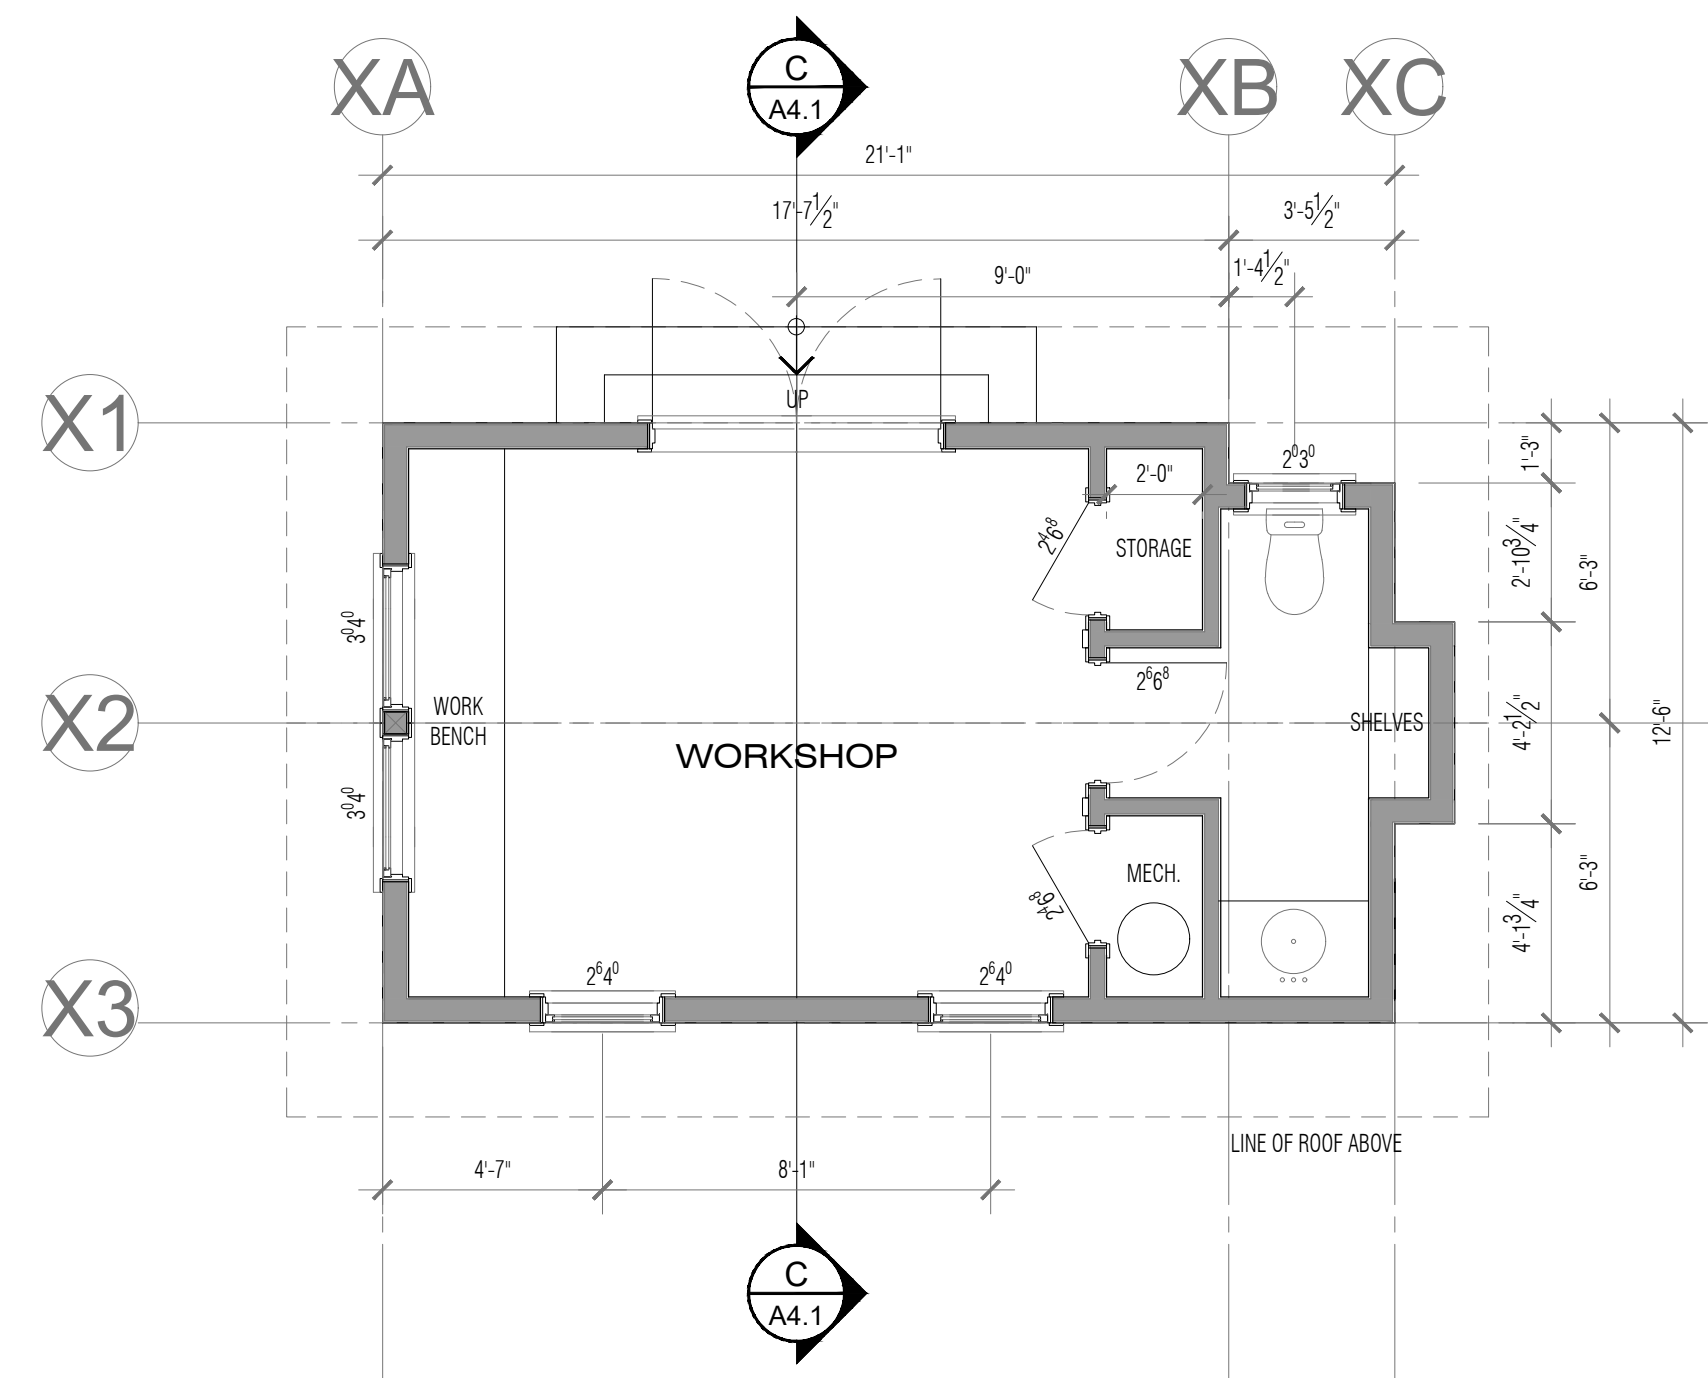 C
XA
XB
XC
A4.1
21'-1"
17'-7 1/2"
3'-5 1/2"
9'-0"
1'-4 1/2"
X1
UP
2⁰3⁰
1'-3"
2'-0"
2⁴6⁸
STORAGE
2'-10 3/4"
6'-3"
3⁰4⁰
2⁶6⁸
X2
WORK
BENCH
WORKSHOP
SHELVES
4'-2 1/2"
12'-6"
3⁰4⁰
MECH.
2⁴6⁸
6'-3"
4'-1 3/4"
2⁶4⁰
2⁶4⁰
X3
LINE OF ROOF ABOVE
4'-7"
8'-1"
C
A4.1